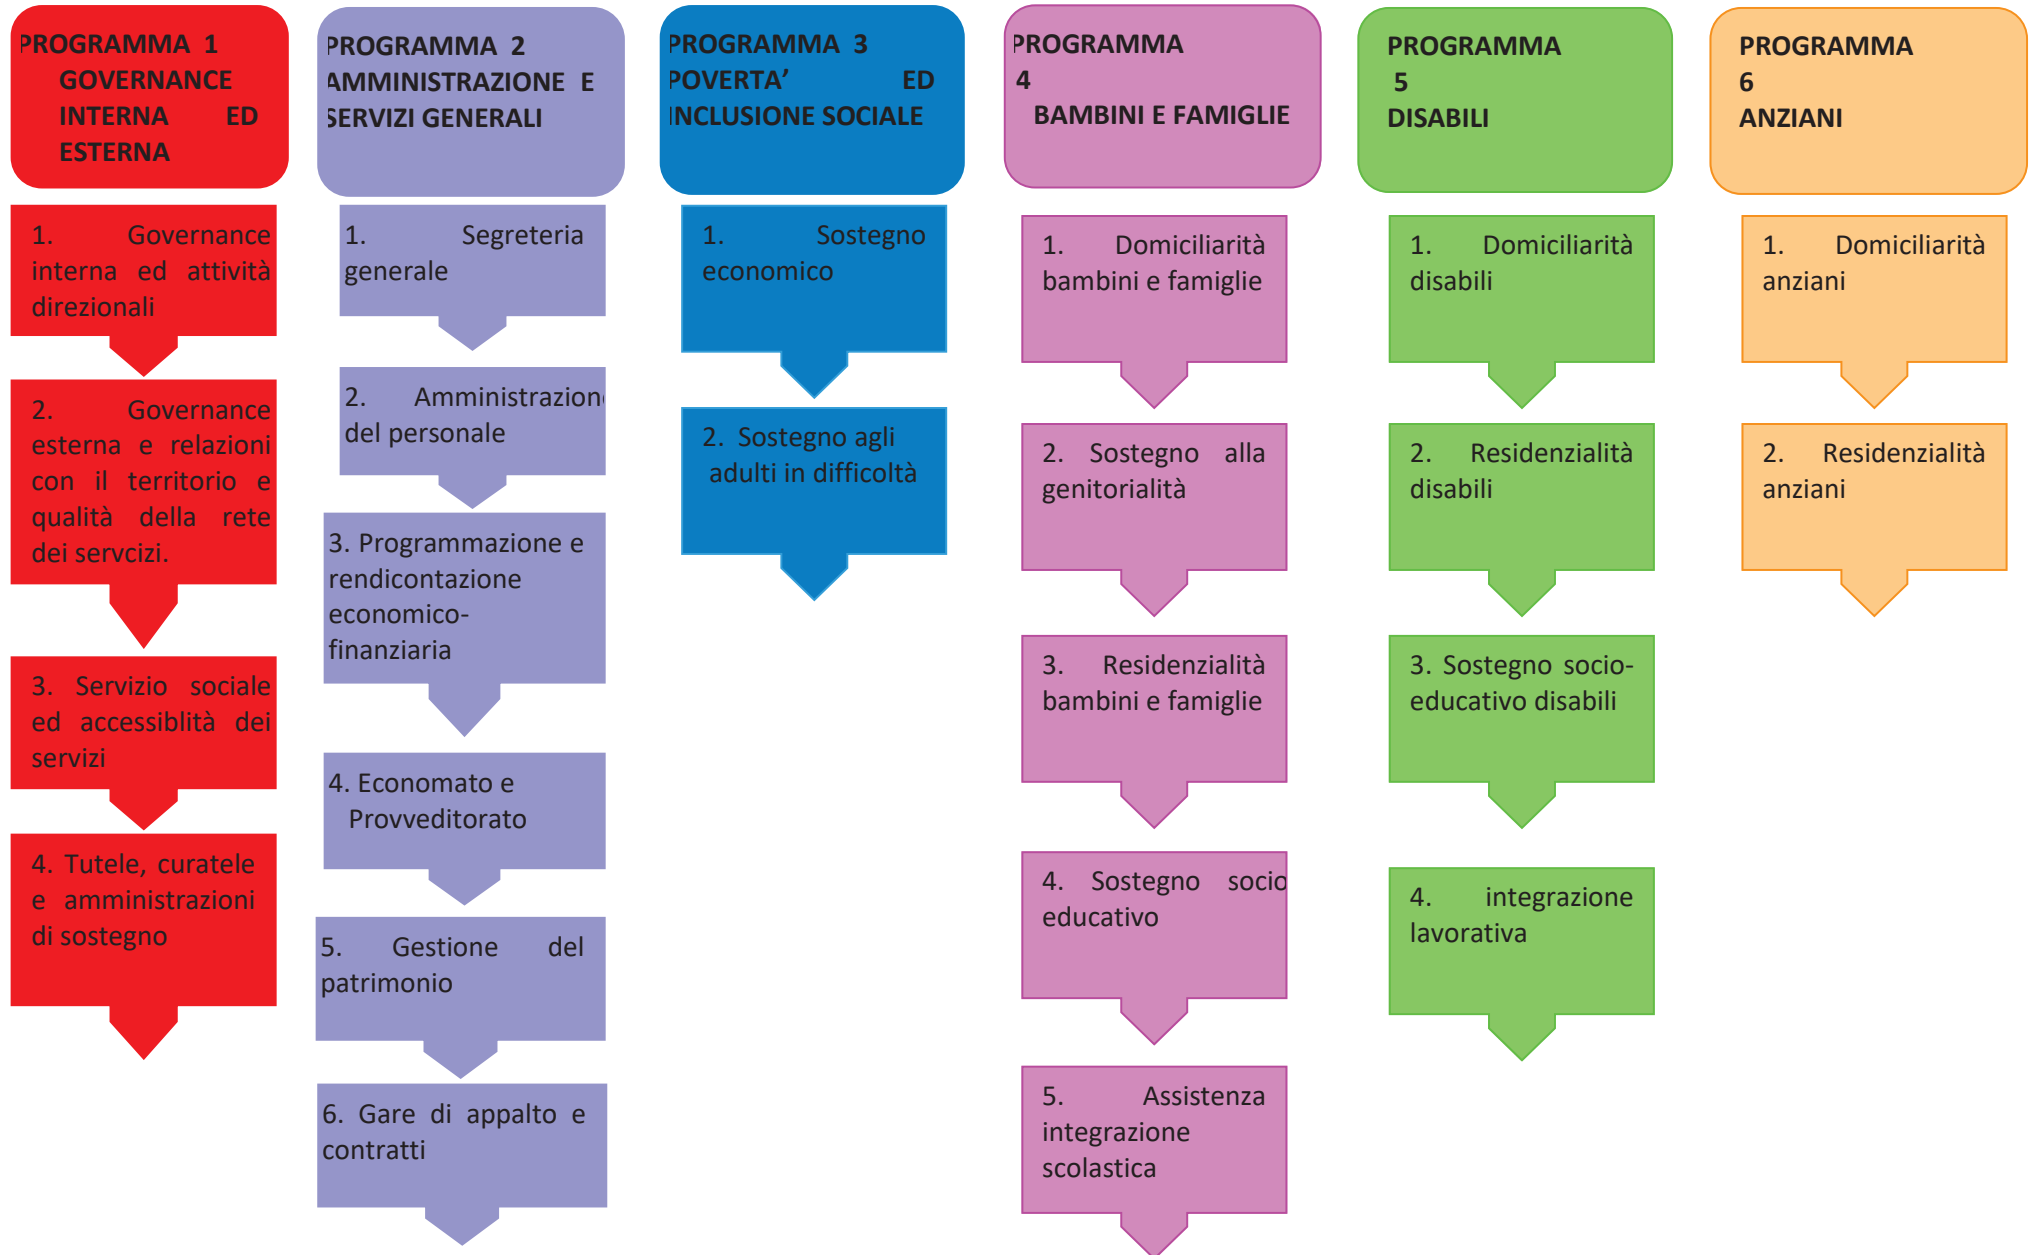 PROGRAMMA 1
GOVERNANCE
INTERNA ED
ESTERNA
1. Governance
interna ed attività
direzionali
2. Governance
esterna e relazioni
con il territorio e
qualità della rete
dei servcizi.
3. Servizio sociale
ed accessiblità dei
servizi
4. Tutele, curatele
e amministrazioni
di sostegno
PROGRAMMA 2
AMMINISTRAZIONE E
SERVIZI GENERALI
1. Segreteria
generale
2. Amministrazione
del personale
3. Programmazione e
rendicontazione
economico-
finanziaria
4. Economato e
Provveditorato
5. Gestione del
patrimonio
6. Gare di appalto e
contratti
PROGRAMMA 3
POVERTA’ ED
INCLUSIONE SOCIALE
1. Sostegno
economico
2. Sostegno agli
adulti in difficoltà
PROGRAMMA
4
BAMBINI E FAMIGLIE
1. Domiciliarità
bambini e famiglie
2. Sostegno alla
genitorialità
3. Residenzialità
bambini e famiglie
4. Sostegno socio
educativo
5. Assistenza
integrazione
scolastica
PROGRAMMA
5
DISABILI
1. Domiciliarità
disabili
2. Residenzialità
disabili
3. Sostegno socio-
educativo disabili
4. integrazione
lavorativa
PROGRAMMA
6
ANZIANI
1. Domiciliarità
anziani
2. Residenzialità
anziani